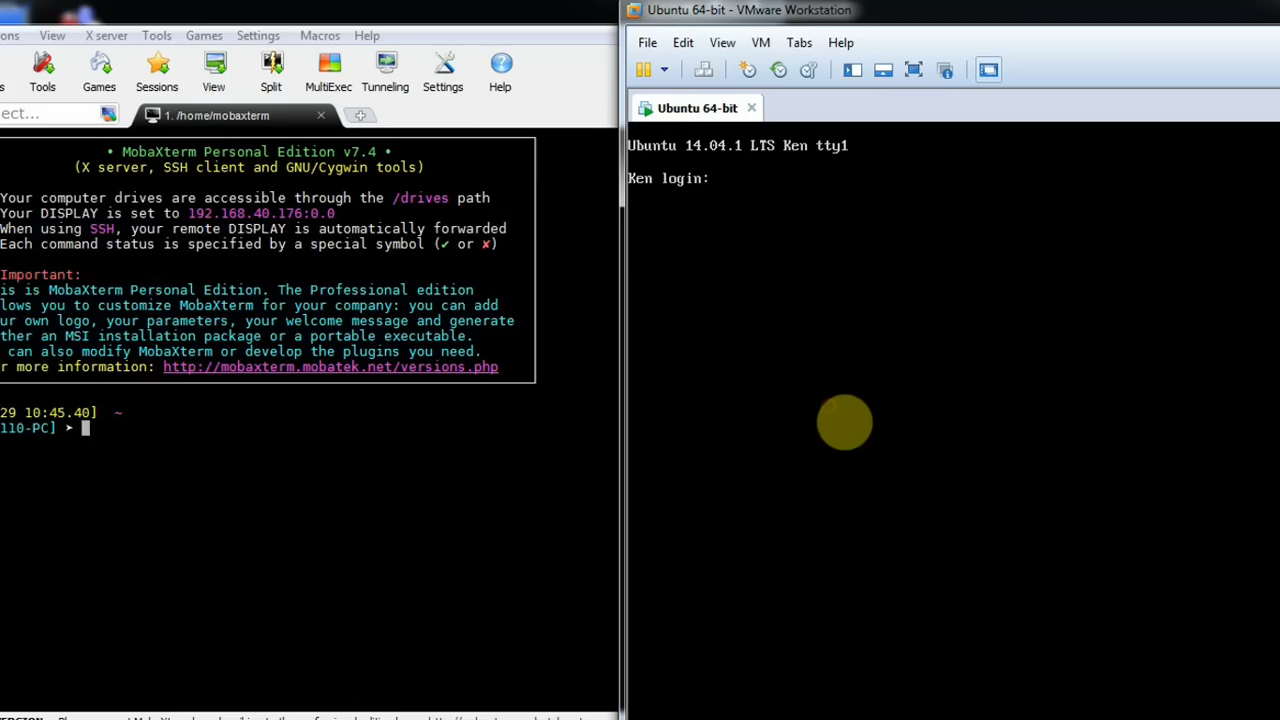 ons View X server Tools Games Settings Macros Help
s Tools Games Sessions View Split MultiExec Tunneling Settings Help
ect... 1. /home/mobaxterm
• MobaXterm Personal Edition v7.4 •
(X server, SSH client and GNU/Cygwin tools)
Your computer drives are accessible through the /drives path
Your DISPLAY is set to 192.168.40.176:0.0
When using SSH, your remote DISPLAY is automatically forwarded
Each command status is specified by a special symbol (✔ or ✘)
Important:
is is MobaXterm Personal Edition. The Professional edition
lows you to customize MobaXterm for your company: you can add
ur own logo, your parameters, your welcome message and generate
ther an MSI installation package or a portable executable.
can also modify MobaXterm or develop the plugins you need.
r more information: http://mobaxterm.mobatek.net/versions.php
29 10:45.40] ~
110-PC] ➤
Ubuntu 64-bit - VMware Workstation
File Edit View VM Tabs Help
Ubuntu 64-bit
Ubuntu 14.04.1 LTS Ken tty1
Ken login: